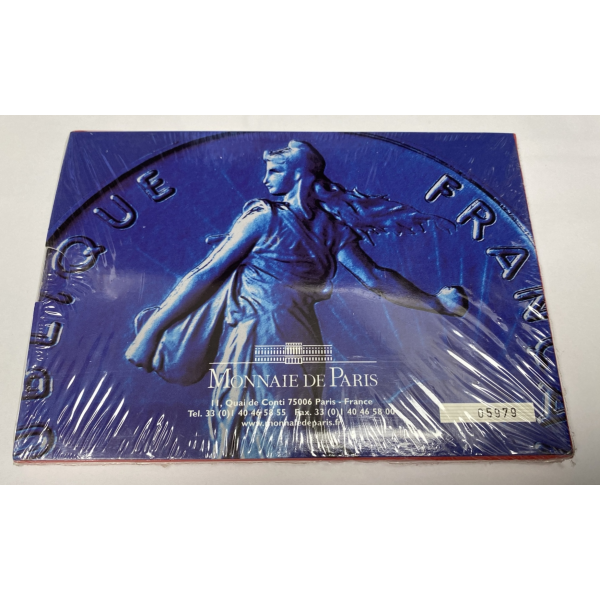 UBLIQUE FRANÇ
MONNAIE DE PARIS
11, Quai de Conti 75006 Paris - France
Tel. 33 (0)1 40 46 58 55 Fax. 33 (0)1 40 46 58 00
www.monnaiedeparis.fr
05979